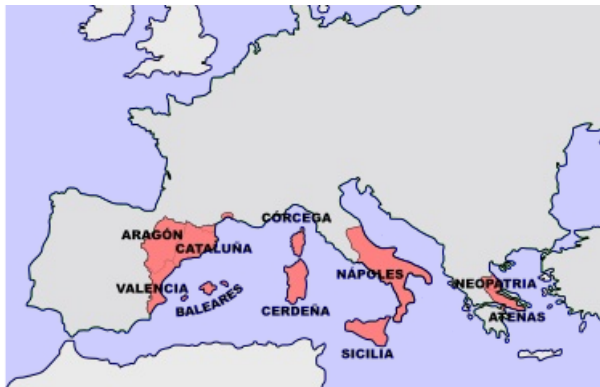 CÓRCEGA
ARAGÓN
CATALUÑA
NÁPOLES
NEOPATRIA
VALENCIA
BALEARES
CERDEÑA
ATENAS
SICILIA